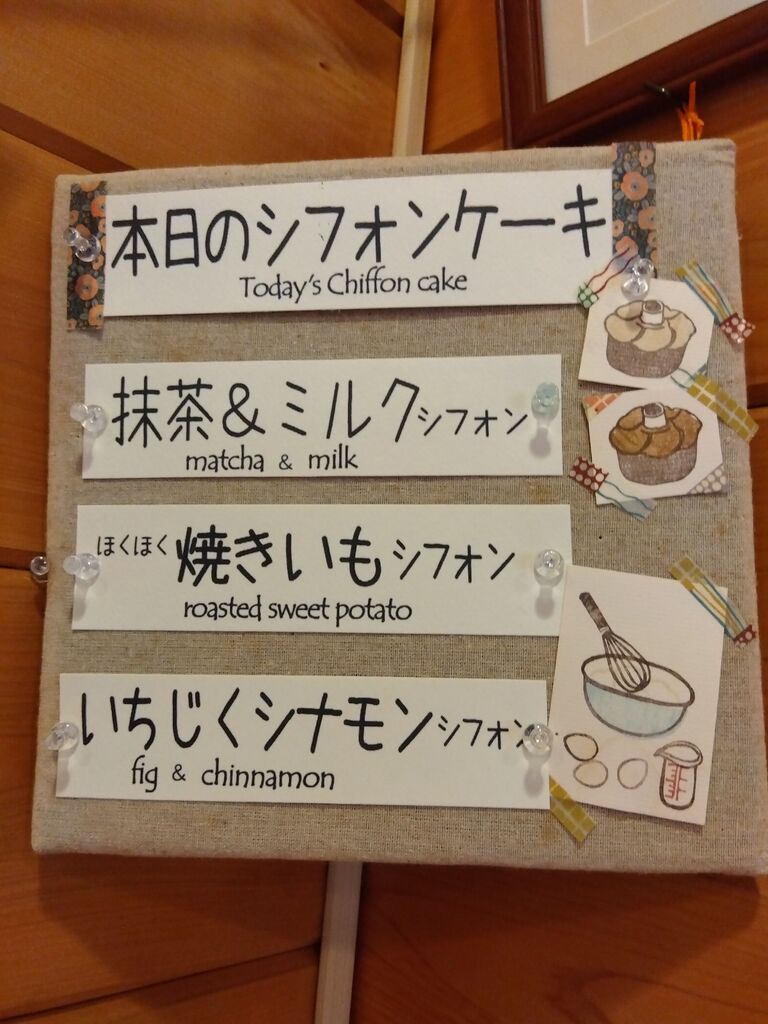 本日のシフォンケーキ
Today's Chiffon cake
抹茶&ミルクシフォン
matcha & milk
ほくほく 焼きいもシフォン
roasted sweet potato
いちじくシナモンシフォン
fig & chinnamon